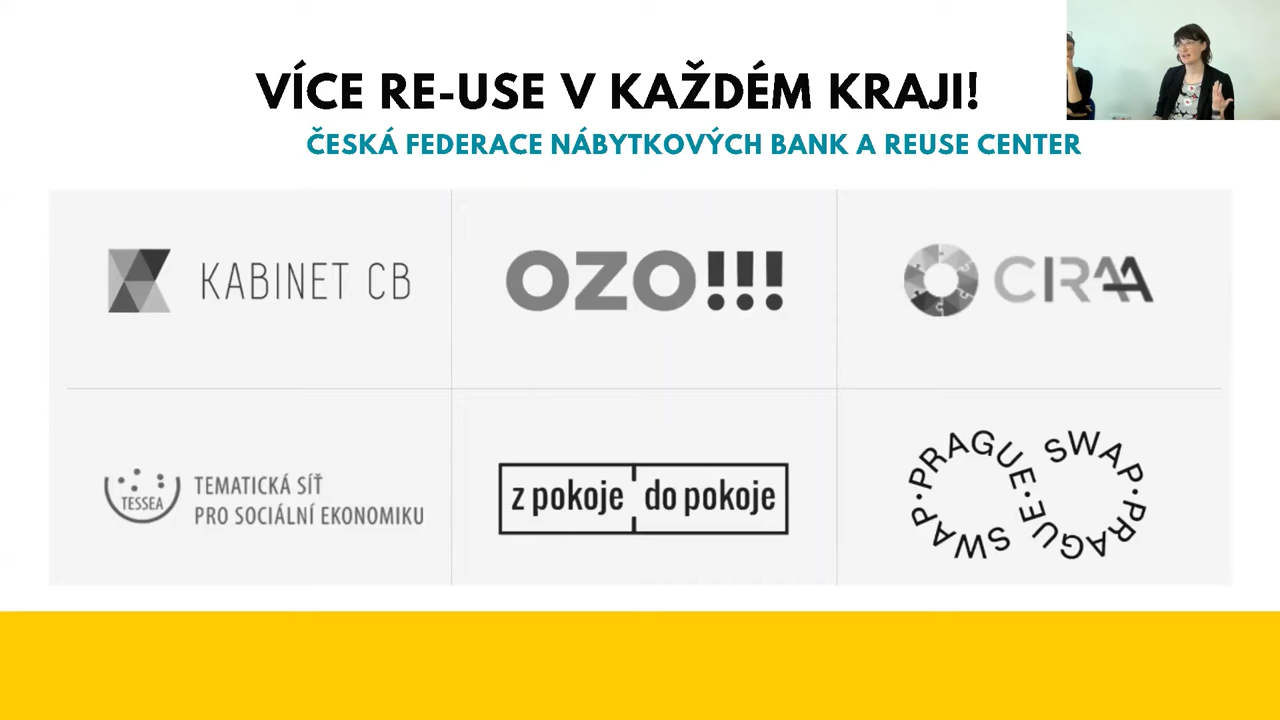 VÍCE RE-USE V KAŽDÉM KRAJI!
ČESKÁ FEDERACE NÁBYTKOVÝCH BANK A REUSE CENTER
KABINET CB
OZO!!!
CIRAA
TESSEA
TEMATICKÁ SÍŤ
PRO SOCIÁLNÍ EKONOMIKU
z pokoje do pokoje
PRAGUE SWAP · PRAGUE SWAP ·